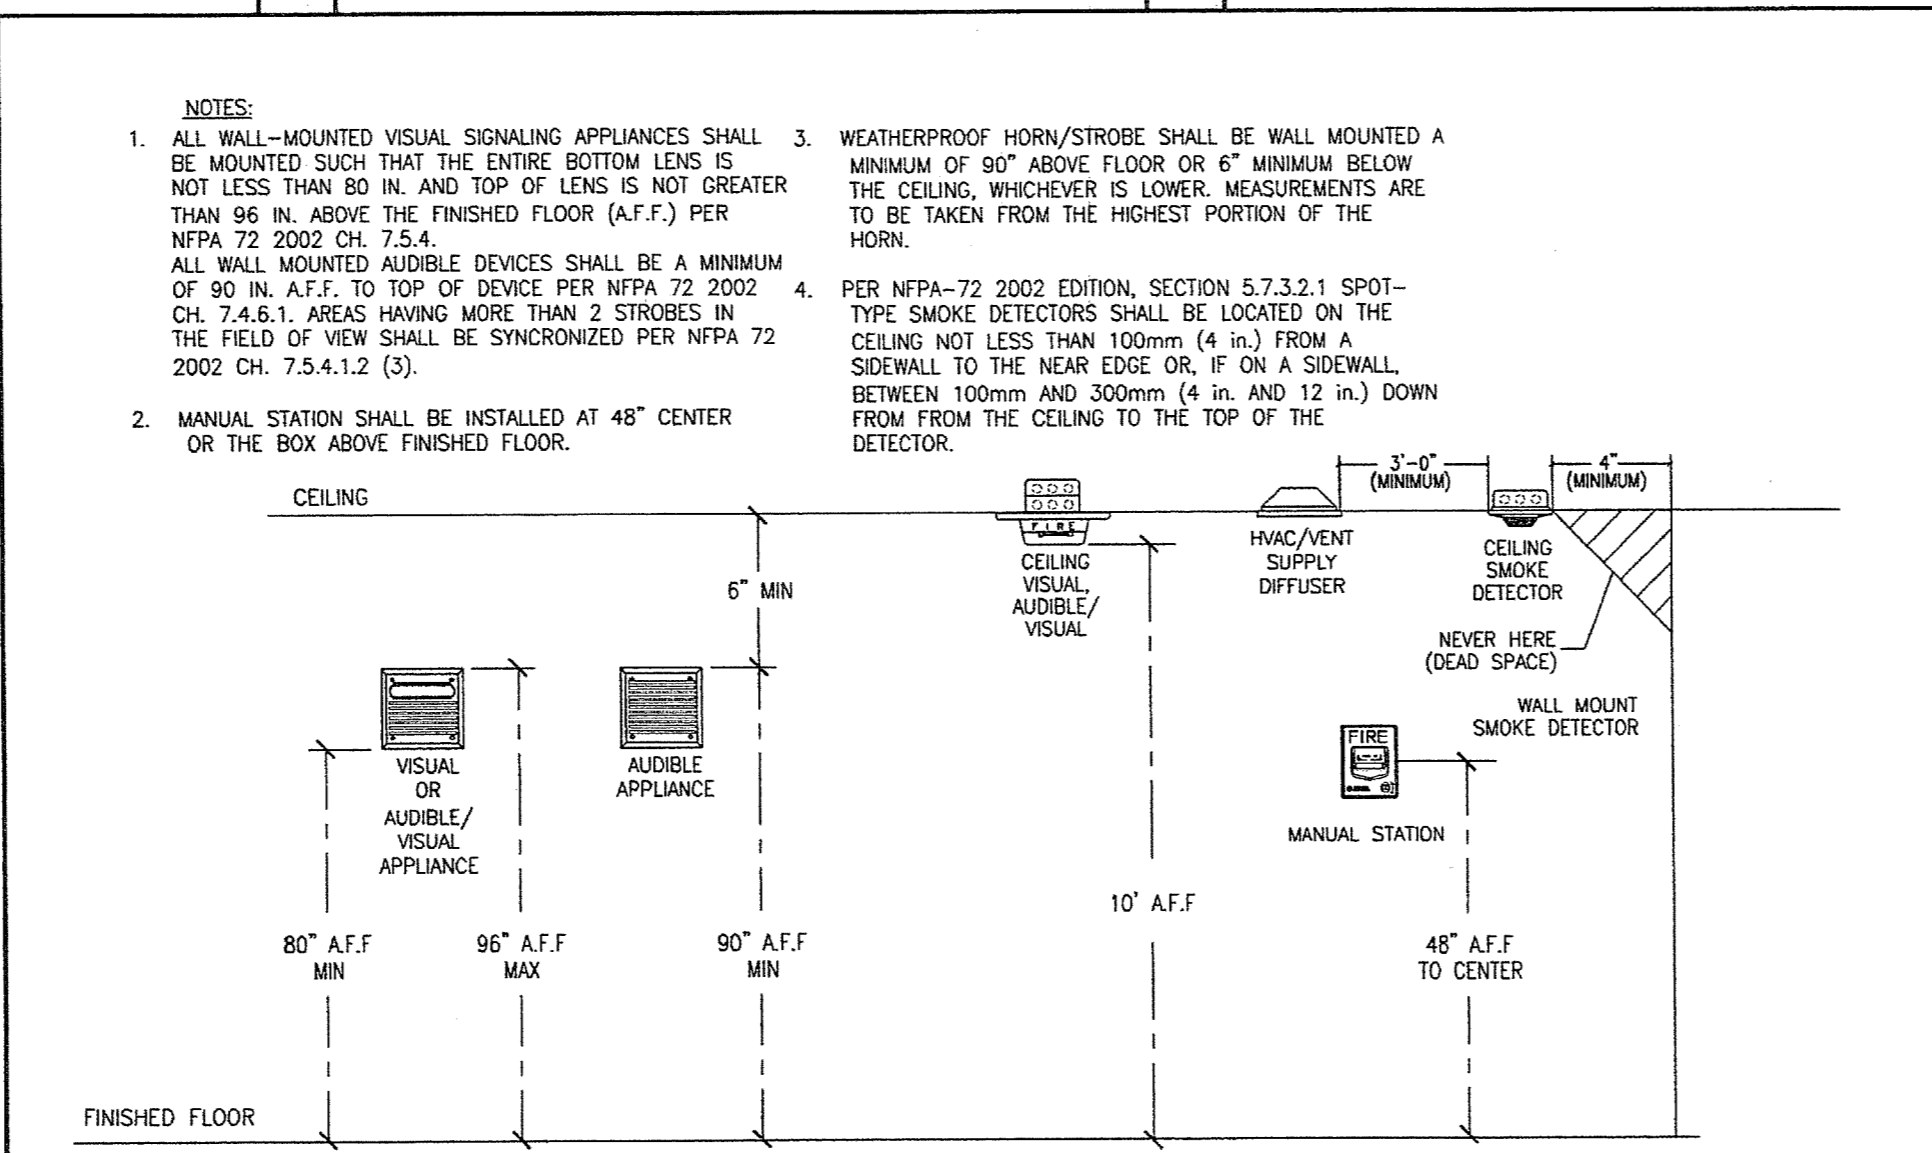 NOTES:
1. ALL WALL-MOUNTED VISUAL SIGNALING APPLIANCES SHALL
BE MOUNTED SUCH THAT THE ENTIRE BOTTOM LENS IS
NOT LESS THAN 80 IN. AND TOP OF LENS IS NOT GREATER
THAN 96 IN. ABOVE THE FINISHED FLOOR (A.F.F.) PER
NFPA 72 2002 CH. 7.5.4.
ALL WALL MOUNTED AUDIBLE DEVICES SHALL BE A MINIMUM
OF 90 IN. A.F.F. TO TOP OF DEVICE PER NFPA 72 2002
CH. 7.4.6.1. AREAS HAVING MORE THAN 2 STROBES IN
THE FIELD OF VIEW SHALL BE SYNCRONIZED PER NFPA 72
2002 CH. 7.5.4.1.2 (3).
2. MANUAL STATION SHALL BE INSTALLED AT 48" CENTER
OR THE BOX ABOVE FINISHED FLOOR.
3. WEATHERPROOF HORN/STROBE SHALL BE WALL MOUNTED A
MINIMUM OF 90" ABOVE FLOOR OR 6" MINIMUM BELOW
THE CEILING, WHICHEVER IS LOWER. MEASUREMENTS ARE
TO BE TAKEN FROM THE HIGHEST PORTION OF THE
HORN.
4. PER NFPA-72 2002 EDITION, SECTION 5.7.3.2.1 SPOT-
TYPE SMOKE DETECTORS SHALL BE LOCATED ON THE
CEILING NOT LESS THAN 100mm (4 in.) FROM A
SIDEWALL TO THE NEAR EDGE OR, IF ON A SIDEWALL,
BETWEEN 100mm AND 300mm (4 in. AND 12 in.) DOWN
FROM FROM THE CEILING TO THE TOP OF THE
DETECTOR.
3'-0"
(MINIMUM)
4"
(MINIMUM)
CEILING
FIRE
6" MIN
CEILING
VISUAL,
AUDIBLE/
VISUAL
HVAC/VENT
SUPPLY
DIFFUSER
CEILING
SMOKE
DETECTOR
NEVER HERE
(DEAD SPACE)
WALL MOUNT
SMOKE DETECTOR
FIRE
VISUAL
OR
AUDIBLE/
VISUAL
APPLIANCE
AUDIBLE
APPLIANCE
MANUAL STATION
10' A.F.F
80" A.F.F
MIN
96" A.F.F
MAX
90" A.F.F
MIN
48" A.F.F
TO CENTER
FINISHED FLOOR